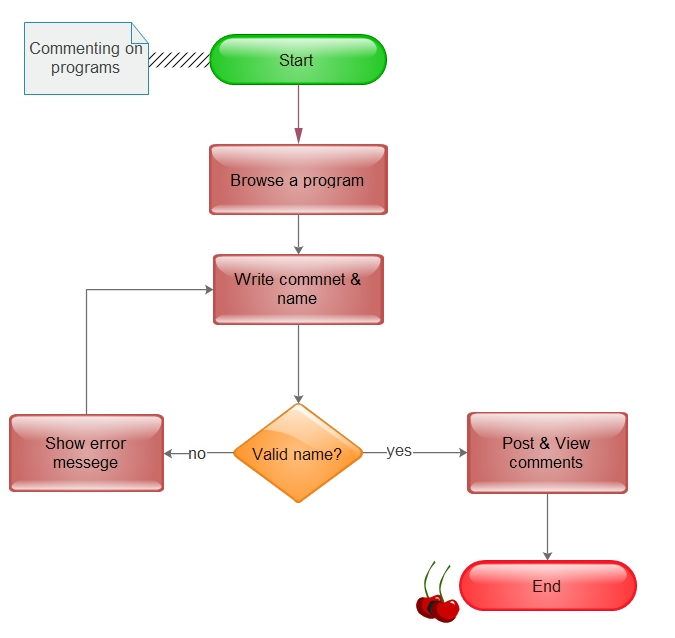 Commenting on
programs
Start
Browse a program
Write commnet &
name
Valid name?
no
yes
Show error
messege
Post & View
comments
End